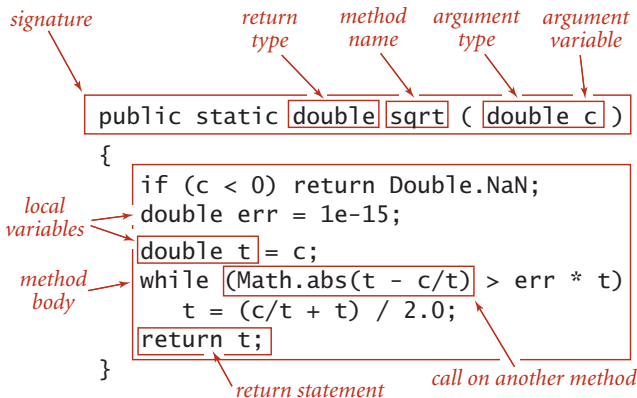 signature
return type
method name
argument type
argument variable
public static double sqrt ( double c )
{
if (c < 0) return Double.NaN;
local variables
double err = 1e-15;
double t = c;
method body
while (Math.abs(t - c/t) > err * t)
t = (c/t + t) / 2.0;
return t;
}
return statement
call on another method